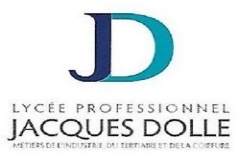 JD
LYCÉE PROFESSIONNEL
JACQUES DOLLE
MÉTIERS DE L'INDUSTRIE, DU TERTIAIRE ET DE LA COIFFURE